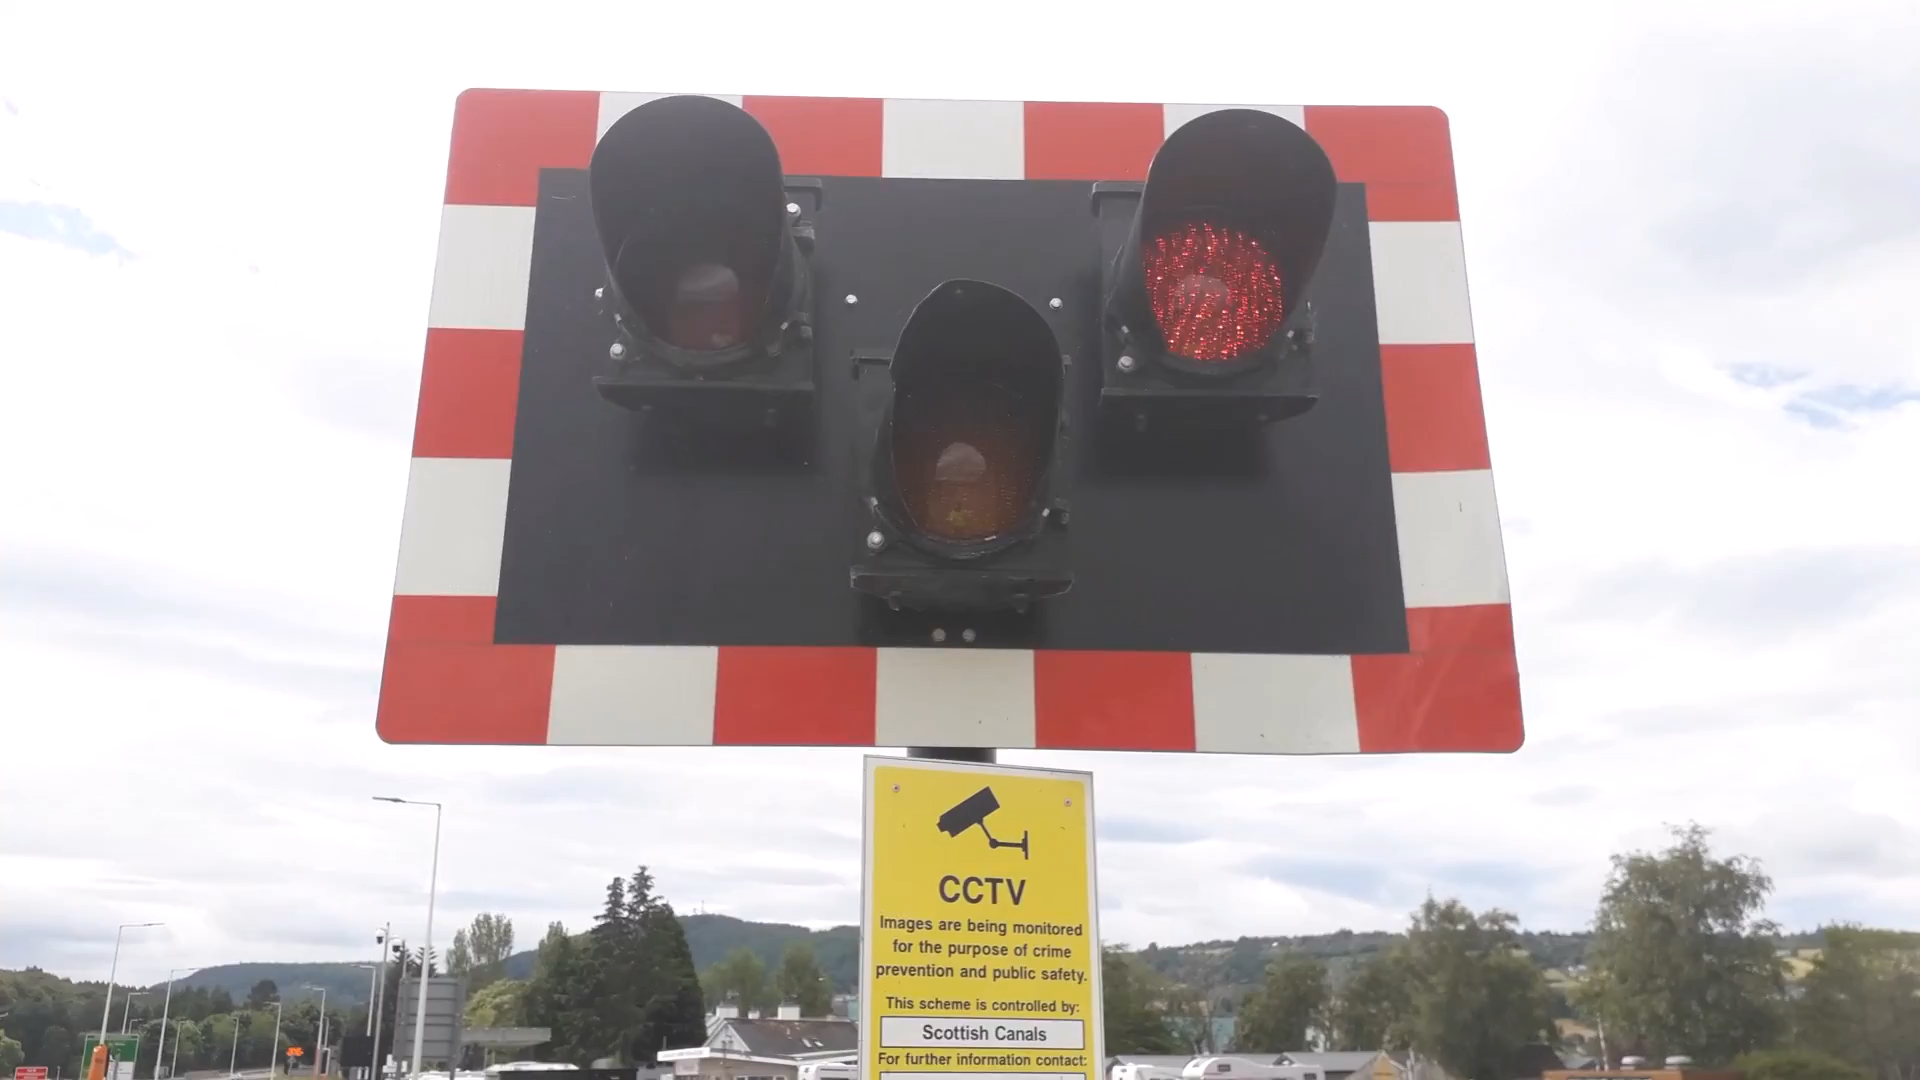 CCTV
Images are being monitored
for the purpose of crime
prevention and public safety.
This scheme is controlled by:
Scottish Canals
For further information contact: